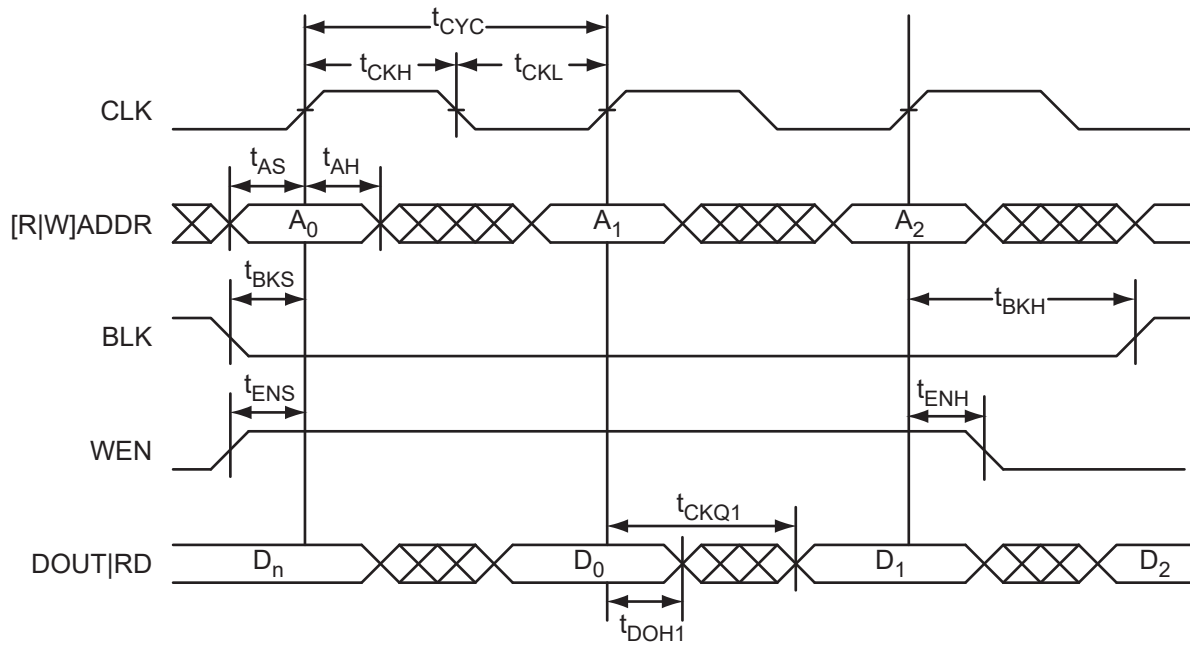 tCYC
tCKH tCKL
CLK
tAS tAH
[R|W]ADDR A0 A1 A2
tBKS tBKH
BLK
tENS tENH
WEN
tCKQ1
DOUT|RD Dn D0 D1 D2
tDOH1